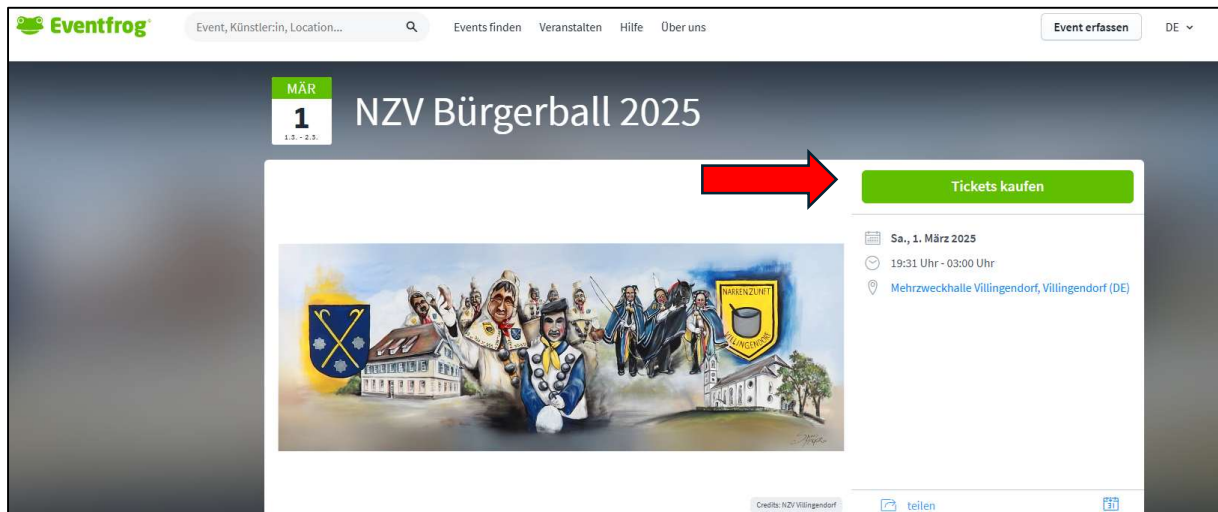 Eventfrog
Event, Künstler:in, Location...
Events finden
Veranstalten
Hilfe
Über uns
Event erfassen
DE
MÄR
1
1.3. - 2.3.
NZV Bürgerball 2025
Tickets kaufen
Sa., 1. März 2025
19:31 Uhr - 03:00 Uhr
Mehrzweckhalle Villingendorf, Villingendorf (DE)
NARRENZUNFT
VILLINGENDORF
Credits: NZV Villingendorf
teilen
31